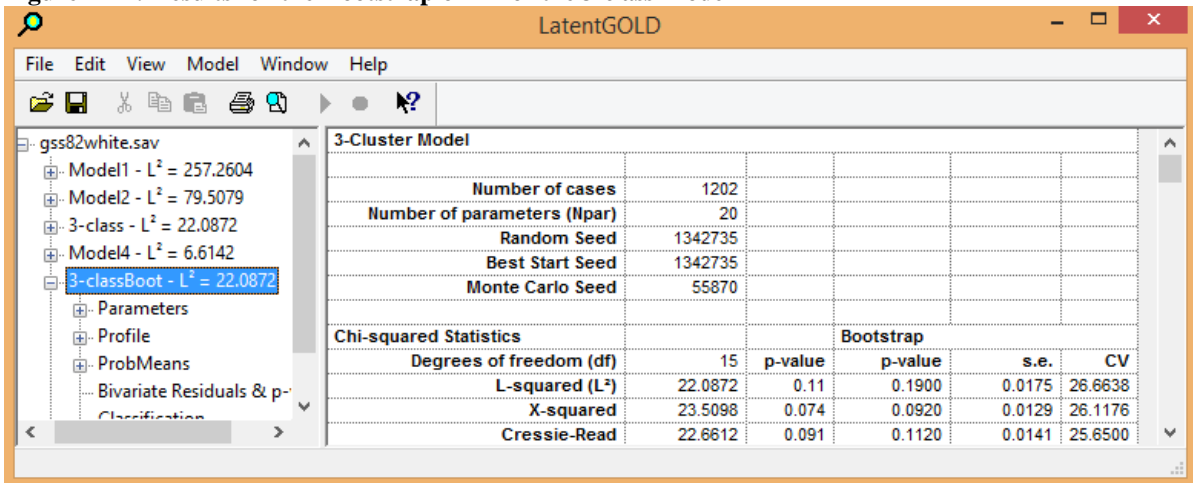 LatentGOLD
File Edit View Model Window Help
gss82white.sav
Model1 - L² = 257.2604
Model2 - L² = 79.5079
3-class - L² = 22.0872
Model4 - L² = 6.6142
3-classBoot - L² = 22.0872
Parameters
Profile
ProbMeans
Bivariate Residuals & p-
3-Cluster Model
Number of cases 1202
Number of parameters (Npar) 20
Random Seed 1342735
Best Start Seed 1342735
Monte Carlo Seed 55870
Chi-squared Statistics Bootstrap
Degrees of freedom (df) 15 p-value p-value s.e. CV
L-squared (L²) 22.0872 0.11 0.1900 0.0175 26.6638
X-squared 23.5098 0.074 0.0920 0.0129 26.1176
Cressie-Read 22.6612 0.091 0.1120 0.0141 25.6500